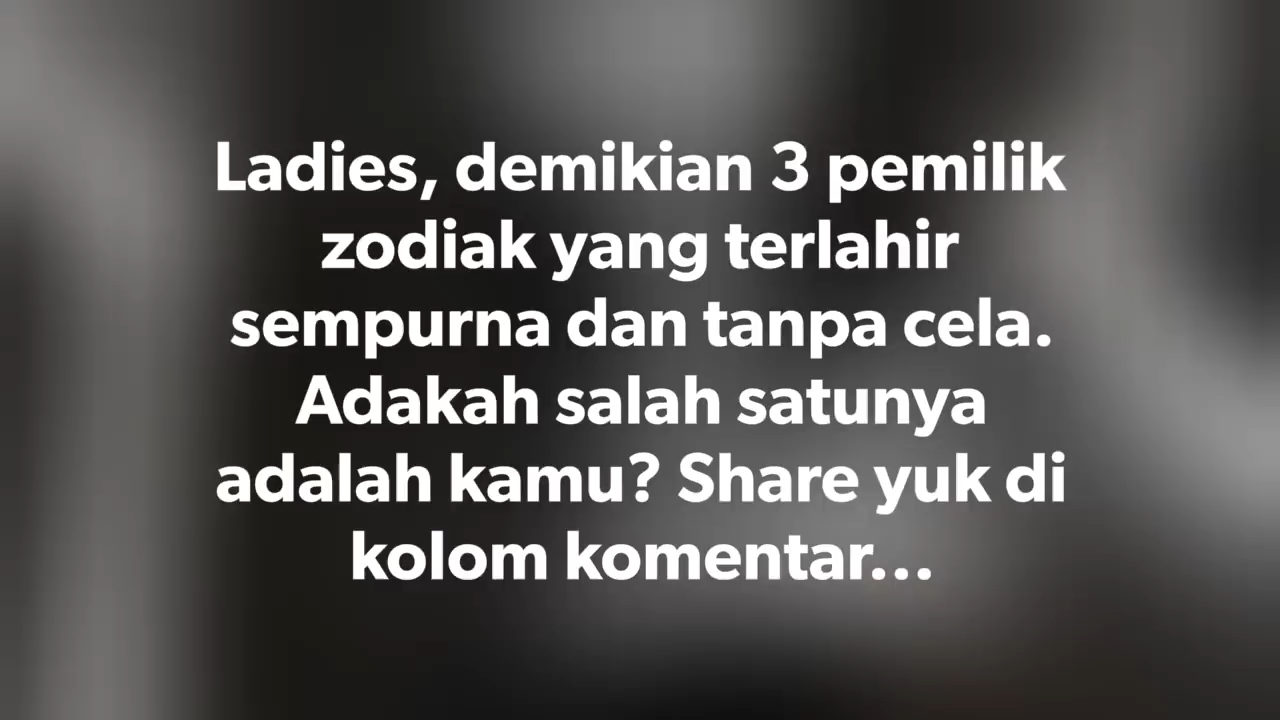 Ladies, demikian 3 pemilik
zodiak yang terlahir
sempurna dan tanpa cela.
Adakah salah satunya
adalah kamu? Share yuk di
kolom komentar...